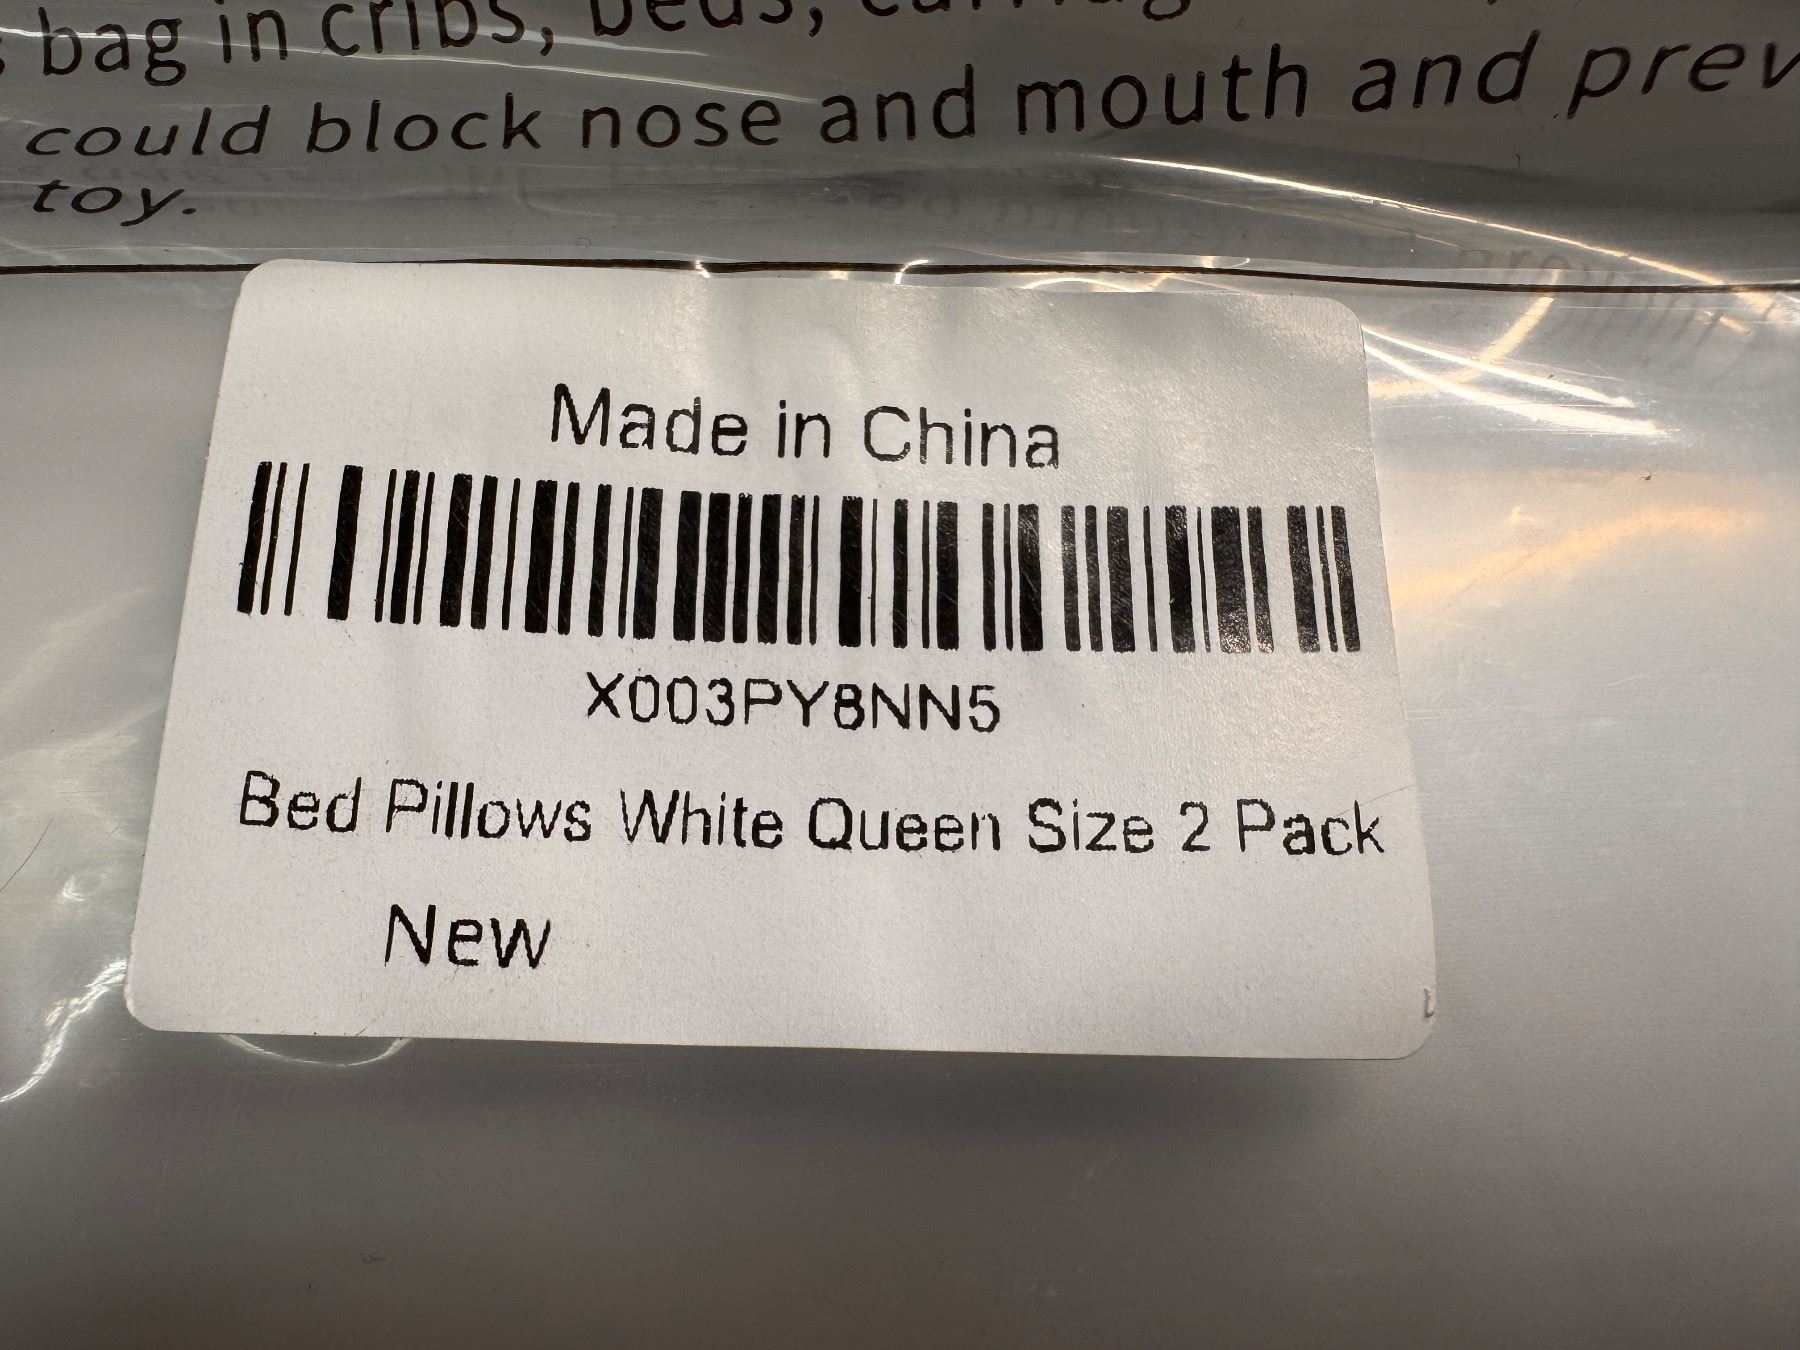 bag in cribs, beds,
could block nose and mouth and
toy.
Made in China
X003PY8NN5
Bed Pillows White Queen Size 2 Pack
New